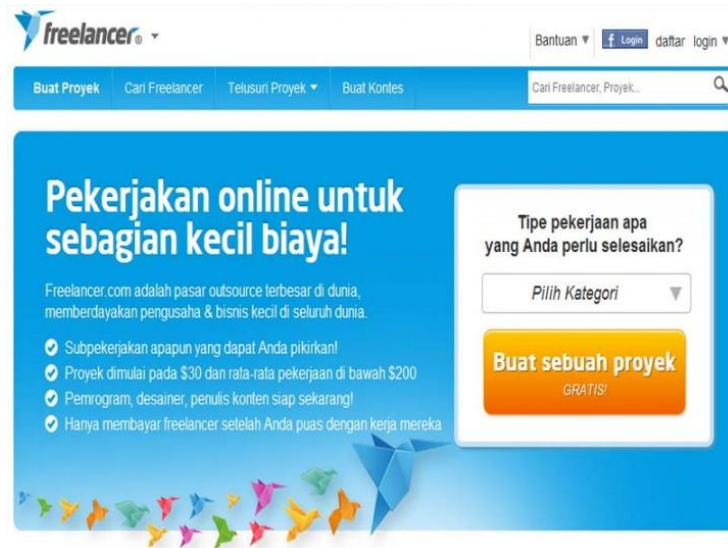 freelancer®
Bantuan
f Login
daftar
login
Buat Proyek
Cari Freelancer
Telusuri Proyek
Buat Kontes
Cari Freelancer, Proyek...
Pekerjakan online untuk
sebagian kecil biaya!
Freelancer.com adalah pasar outsource terbesar di dunia,
memberdayakan pengusaha & bisnis kecil di seluruh dunia.
Subpekerjakan apapun yang dapat Anda pikirkan!
Proyek dimulai pada $30 dan rata-rata pekerjaan di bawah $200
Pemrogram, desainer, penulis konten siap sekarang!
Hanya membayar freelancer setelah Anda puas dengan kerja mereka
Tipe pekerjaan apa
yang Anda perlu selesaikan?
Pilih Kategori
Buat sebuah proyek
GRATIS!